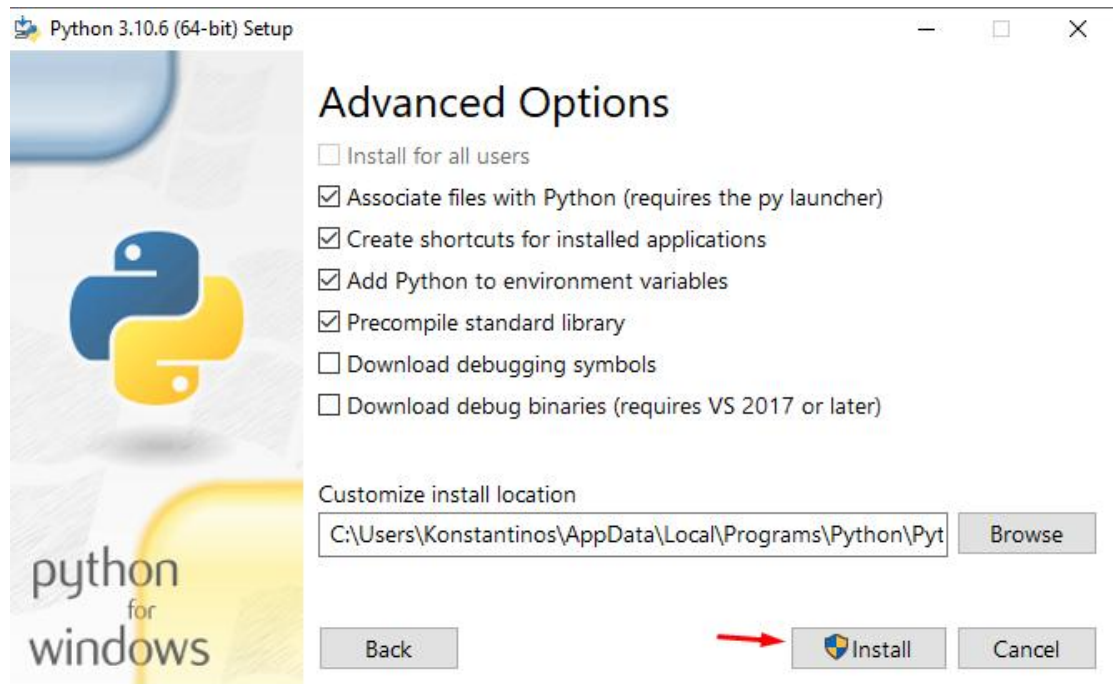 Python 3.10.6 (64-bit) Setup
Advanced Options
Install for all users
Associate files with Python (requires the py launcher)
Create shortcuts for installed applications
Add Python to environment variables
Precompile standard library
Download debugging symbols
Download debug binaries (requires VS 2017 or later)
Customize install location
C:\Users\Konstantinos\AppData\Local\Programs\Python\Pyt
Browse
python
for
windows
Back
Install
Cancel